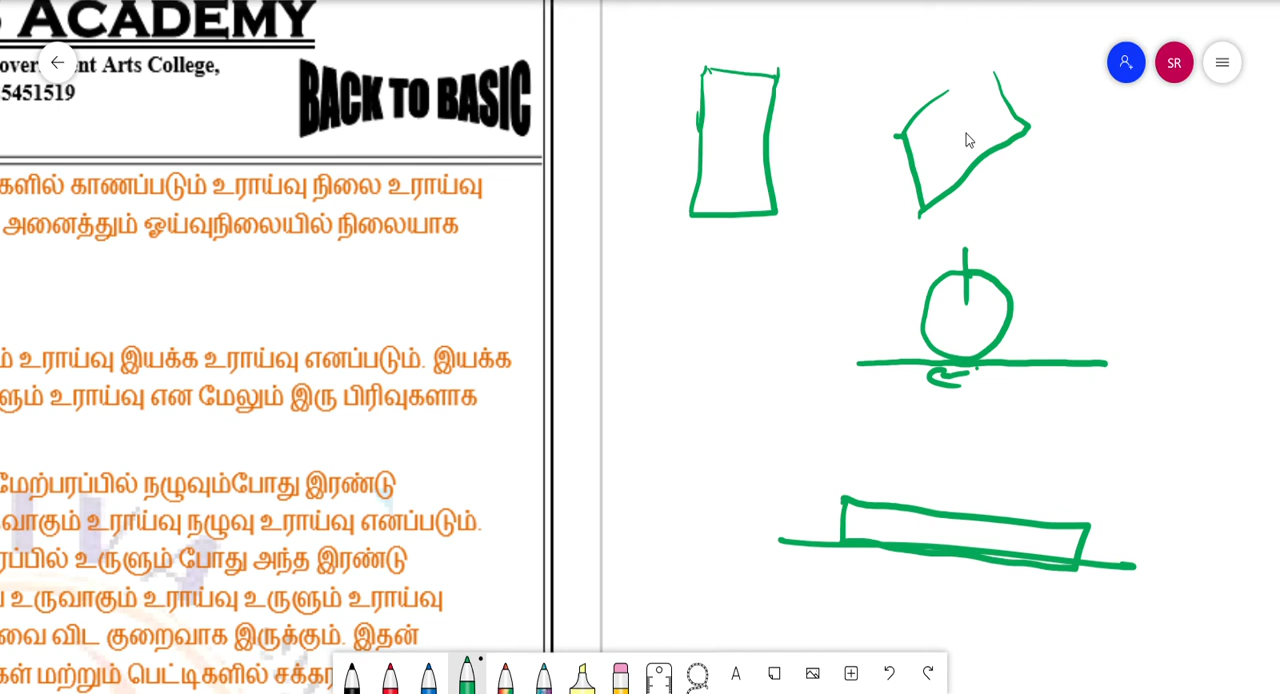 ACADEMY
nt Arts College,
5451519
BACK TO BASIC
SR
களில் காணப்படும் உராய்வு நிலை உராய்வு
அனைத்தும் ஓய்வுநிலையில் நிலையாக
உராய்வு இயக்க உராய்வு எனப்படும். இயக்க
ளும் உராய்வு என மேலும் இரு பிரிவுகளாக
மேற்பரப்பில் நழுவும்போது இரண்டு
வாகும் உராய்வு நழுவு உராய்வு எனப்படும்.
ரப்பில் உருளும் போது அந்த இரண்டு
உருவாகும் உராய்வு உருளும் உராய்வு
வை விட குறைவாக இருக்கும். இதன்
கள் மற்றும் பெட்டிகளில் சக்கர
A